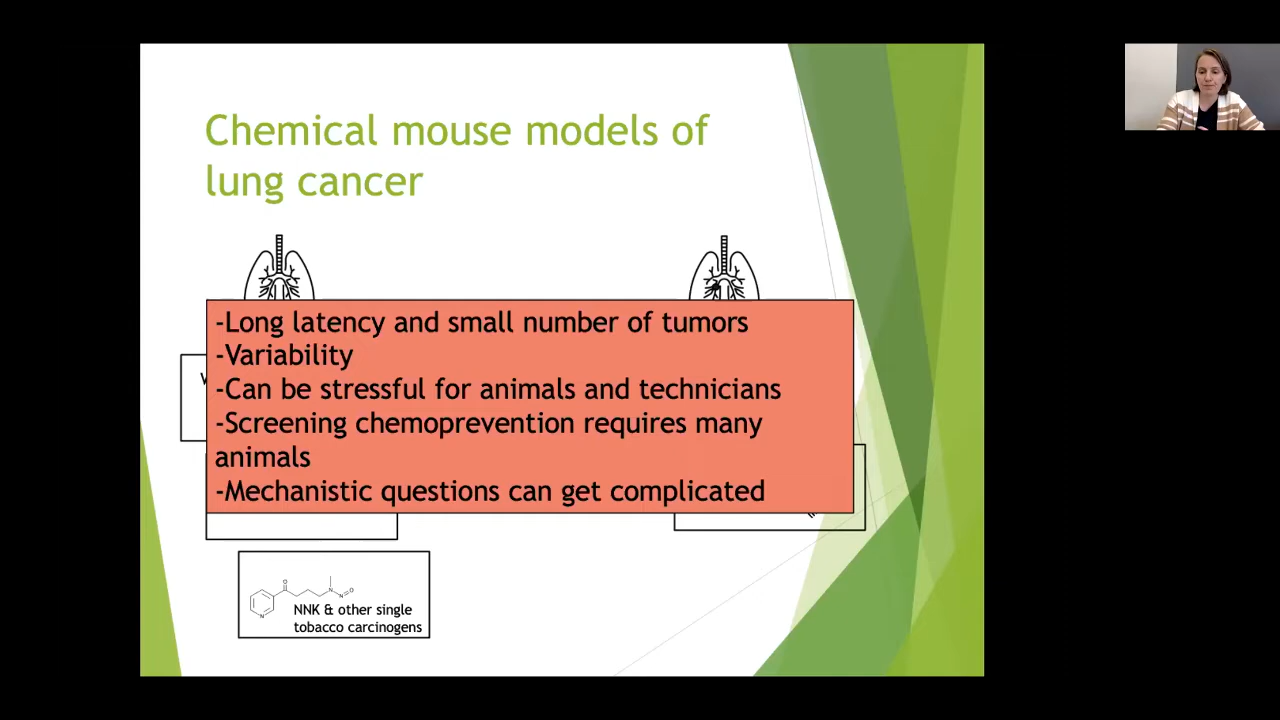 Chemical mouse models of
lung cancer
-Long latency and small number of tumors
-Variability
-Can be stressful for animals and technicians
-Screening chemoprevention requires many
animals
-Mechanistic questions can get complicated
O
N
N
O
NNK & other single
tobacco carcinogens